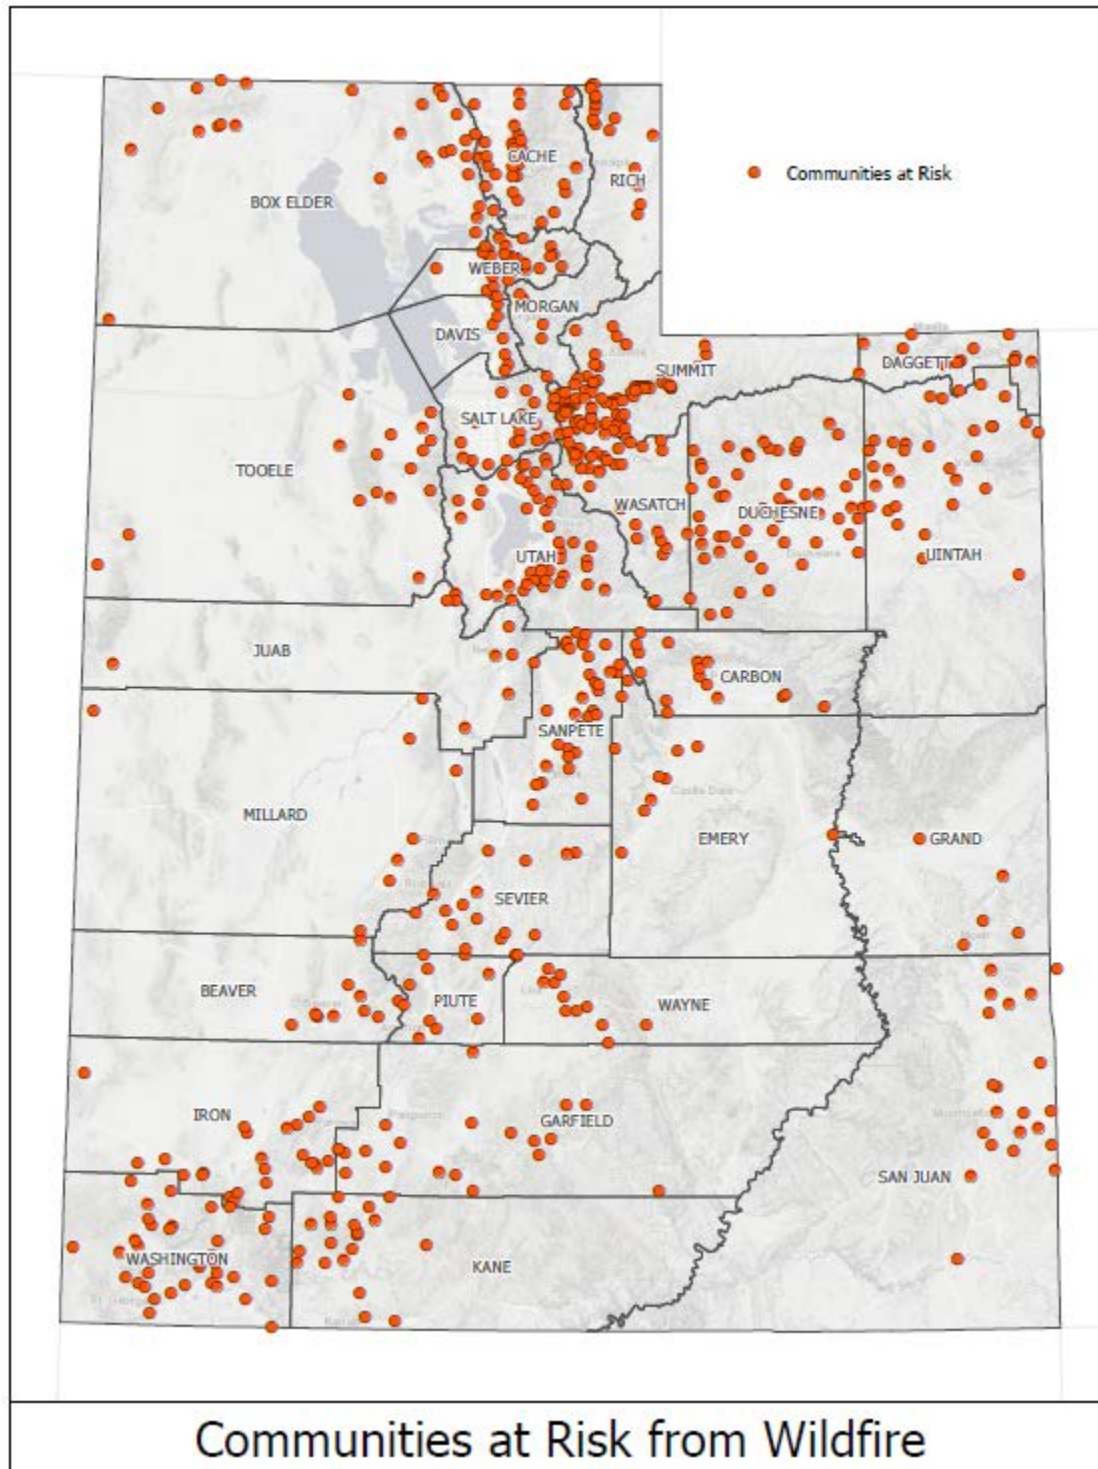 Communities at Risk
CACHE
RICH
BOX ELDER
WEBER
MORGAN
DAVIS
DAGGETT
SUMMIT
SALT LAKE
TOOELE
WASATCH
DUCHESNE
UTAH
UINTAH
JUAB
CARBON
SANPETE
Castle Dale
MILLARD
EMERY
GRAND
SEVIER
BEAVER
PIUTE
WAYNE
IRON
GARFIELD
SAN JUAN
WASHINGTON
KANE
Communities at Risk from Wildfire